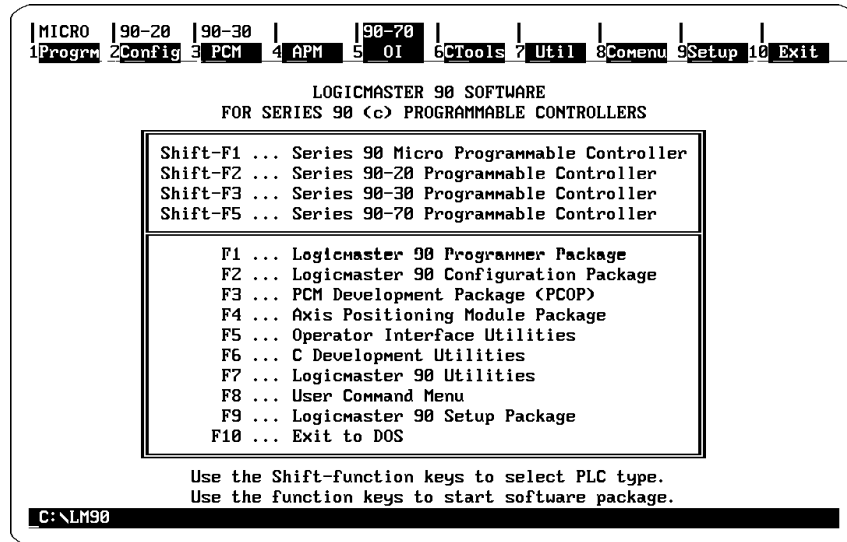 |MICRO |90-20 |90-30 | |90-70 | | | | |
1Progrm 2Config 3 PCM 4 APM 5 OI 6CTools 7 Util 8Comenu 9Setup 10 Exit
LOGICMASTER 90 SOFTWARE
FOR SERIES 90 (c) PROGRAMMABLE CONTROLLERS
Shift-F1 ... Series 90 Micro Programmable Controller
Shift-F2 ... Series 90-20 Programmable Controller
Shift-F3 ... Series 90-30 Programmable Controller
Shift-F5 ... Series 90-70 Programmable Controller
F1 ... Logicmaster 90 Programmer Package
F2 ... Logicmaster 90 Configuration Package
F3 ... PCM Development Package (PCOP)
F4 ... Axis Positioning Module Package
F5 ... Operator Interface Utilities
F6 ... C Development Utilities
F7 ... Logicmaster 90 Utilities
F8 ... User Command Menu
F9 ... Logicmaster 90 Setup Package
F10 ... Exit to DOS
Use the Shift-function keys to select PLC type.
Use the function keys to start software package.
C:\LM90